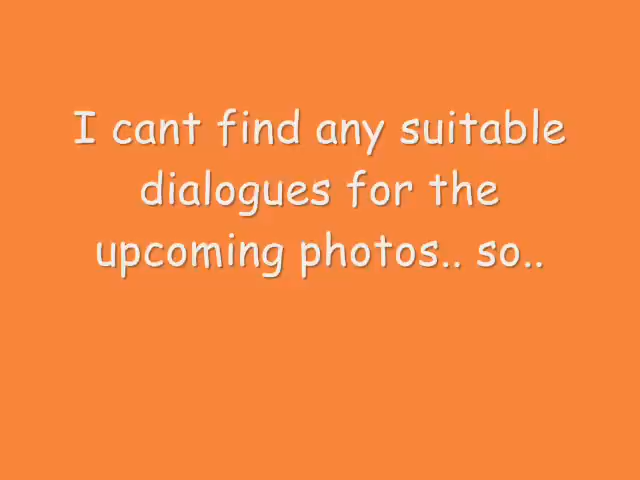 I cant find any suitable
dialogues for the
upcoming photos.. so..